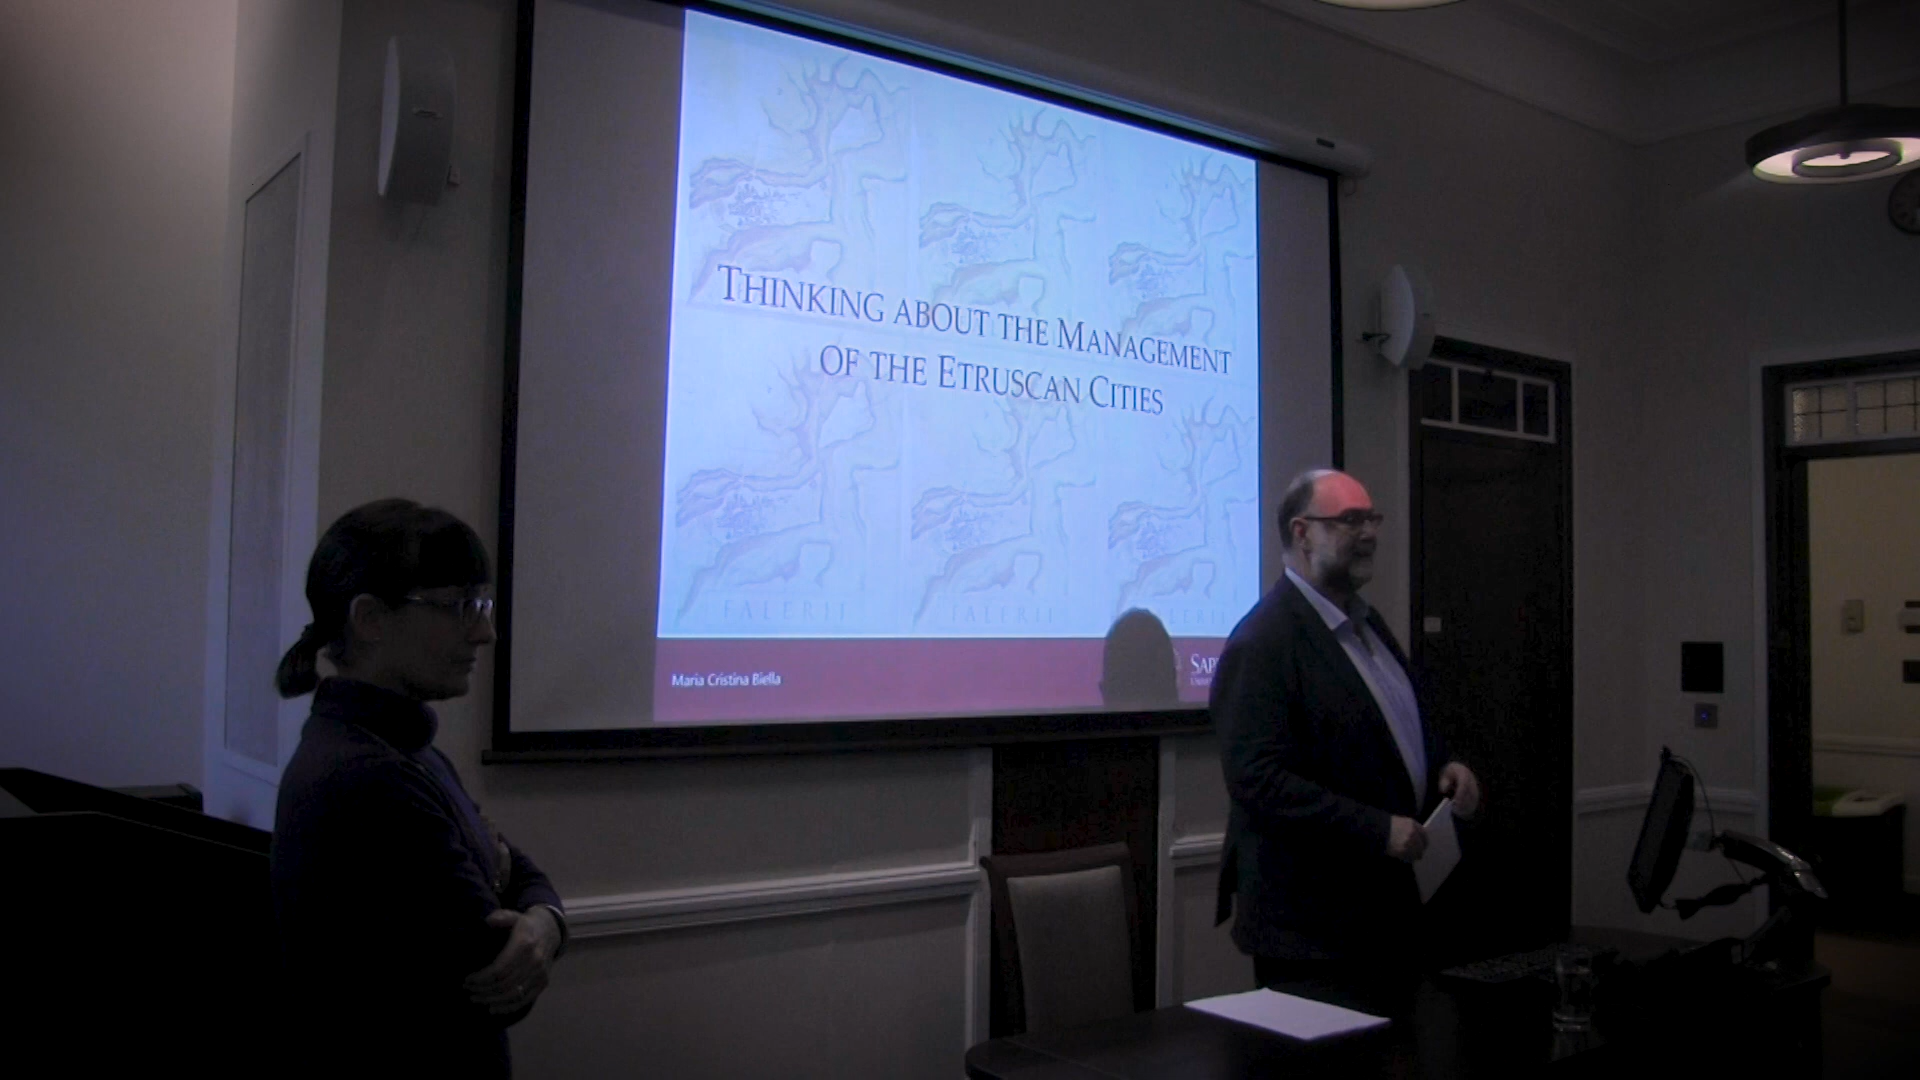 THINKING ABOUT THE MANAGEMENT
OF THE ETRUSCAN CITIES
FALERII FALERII
Maria Cristina Biella